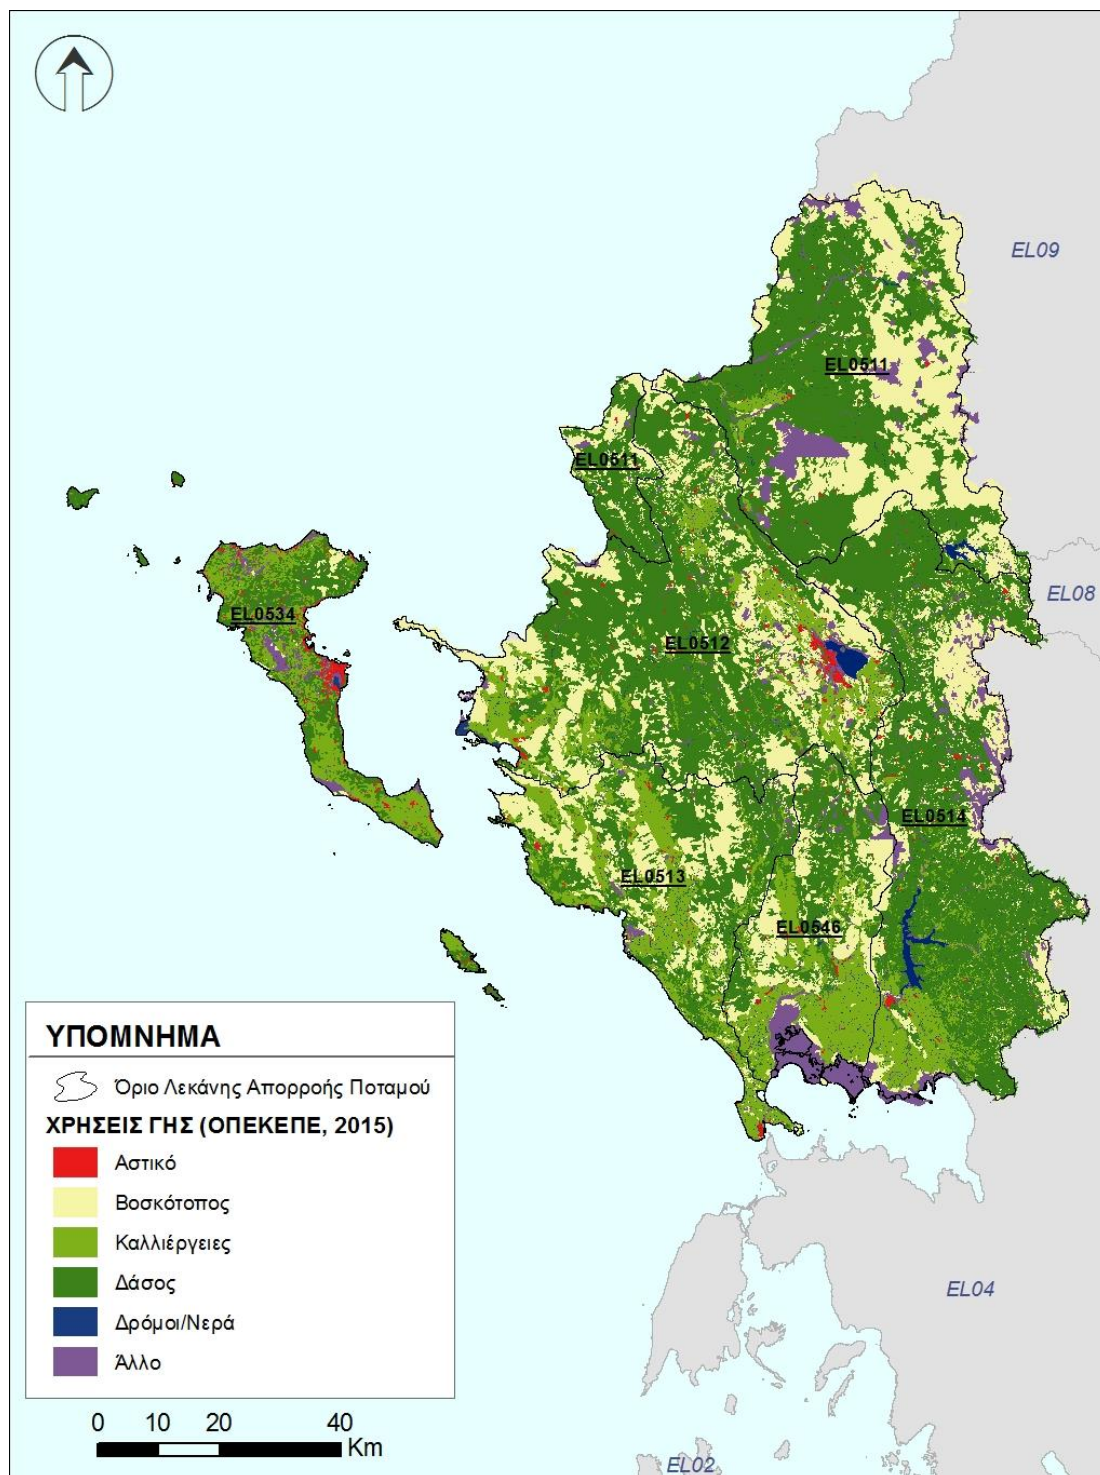 EL09
EL0511
EL0511
EL08
EL0534
EL0512
EL0514
EL0513
EL0546
ΥΠΟΜΝΗΜΑ
Όριο Λεκάνης Απορροής Ποταμού
ΧΡΗΣΕΙΣ ΓΗΣ (ΟΠΕΚΕΠΕ, 2015)
Αστικό
Βοσκότοπος
Καλλιέργειες
Δάσος
Δρόμοι/Νερά
Άλλο
EL04
0 10 20 40
Km
EL02